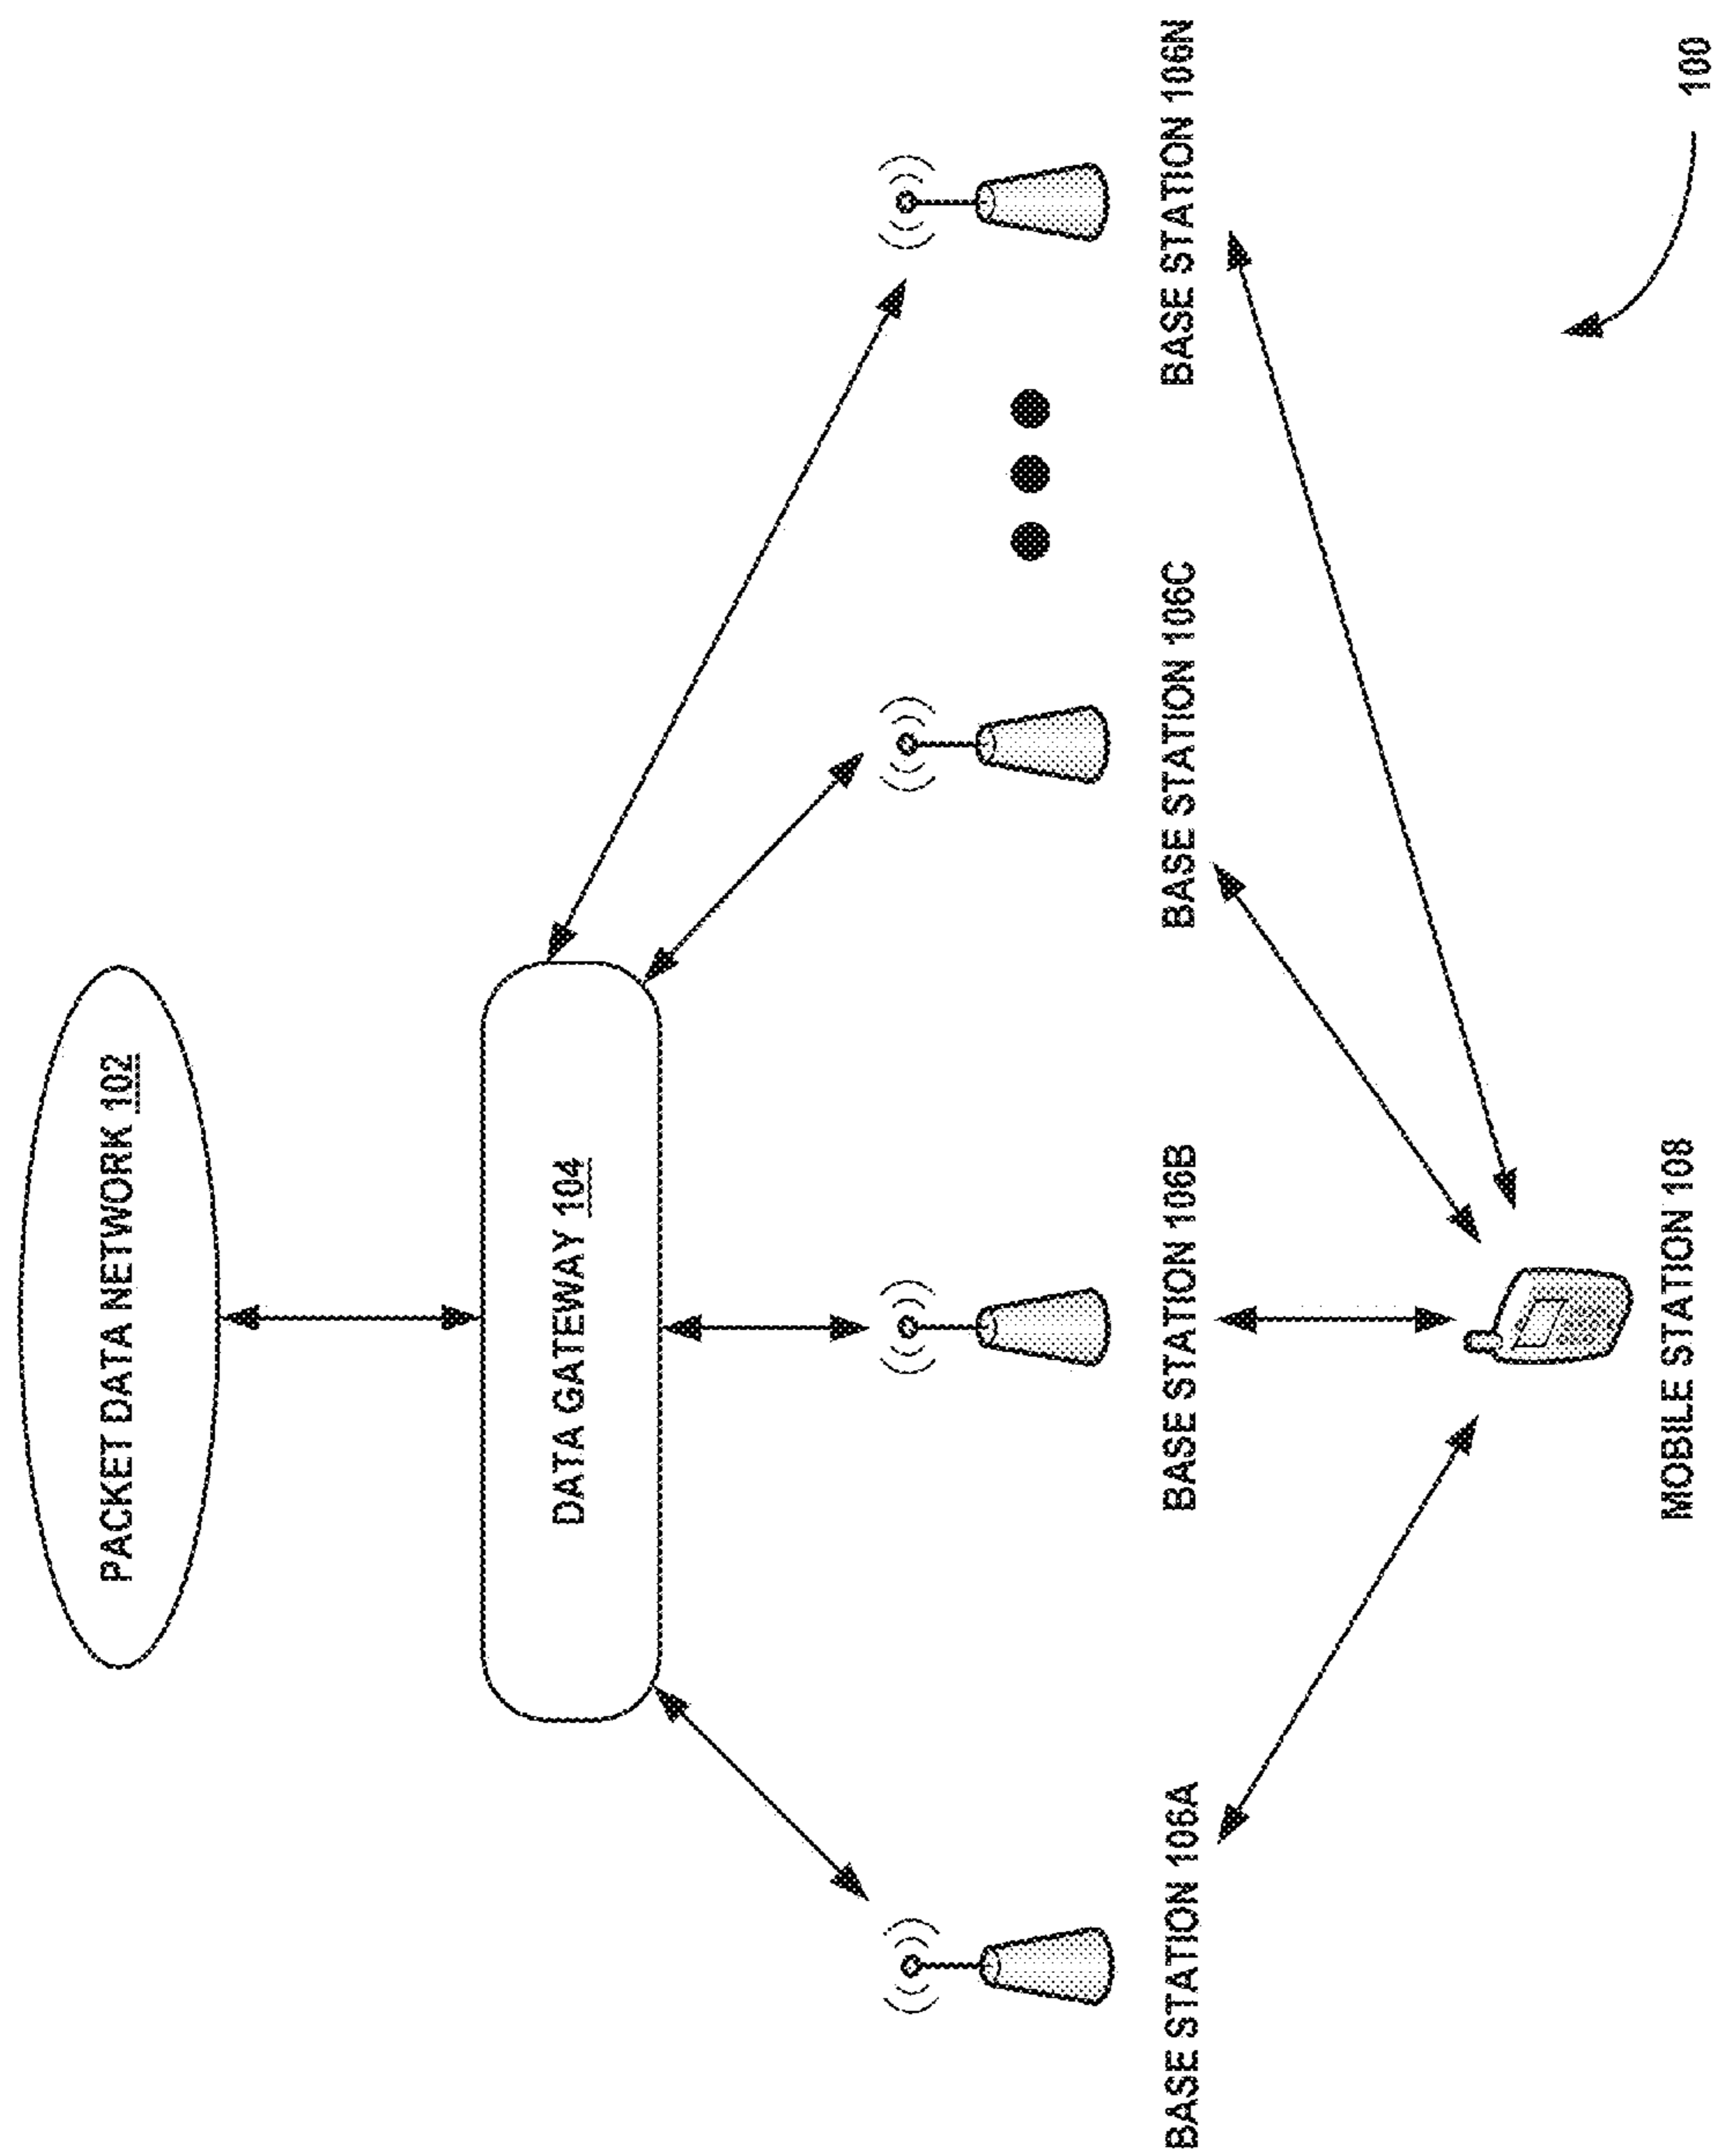 PACKET DATA NETWORK 102
DATA GATEWAY 104
BASE STATION 106A
BASE STATION 106B
BASE STATION 106C
BASE STATION 106N
MOBILE STATION 108
100